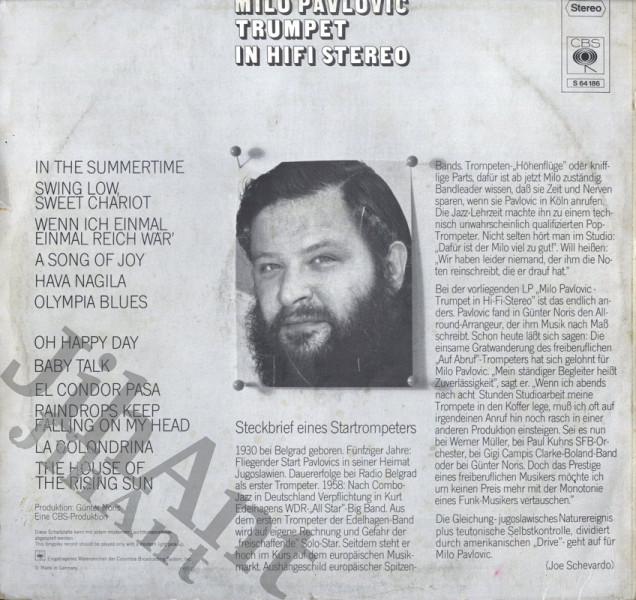 MILO PAVLOVIC
TRUMPET
IN HIFI STEREO
Stereo
CBS
S 64 186
IN THE SUMMERTIME
SWING LOW,
SWEET CHARIOT
WENN ICH EINMAL
EINMAL REICH WÄR'
A SONG OF JOY
HAVA NAGILA
OLYMPIA BLUES
OH HAPPY DAY
BABY TALK
EL CONDOR PASA
RAINDROPS KEEP
FALLING ON MY HEAD
LA GOLONDRINA
THE HOUSE OF
THE RISING SUN
Produktion: Günter Noris
Eine CBS-Produktion
Made in Germany
Steckbrief eines Startrompeters
1930 bei Belgrad geboren. Fünfziger Jahre:
Fliegender Start Pavlovics in seiner Heimat
Jugoslawien. Dauererfolge bei Radio Belgrad
als erster Trompeter. 1958: Nach Combo-
Jazz in Deutschland Verpflichtung in Kurt
Edelhagens WDR-„All Star"-Big Band. Aus
dem ersten Trompeter der Edelhagen-Band
wird auf eigene Rechnung und Gefahr der
„freischaffende" Solo-Star. Seitdem steht er
hoch im Kurs auf dem europäischen Musik-
markt. Aushängeschild europäischer Spitzen-
Bands. Trompeten-„Höhenflüge" oder kniff-
lige Parts, dafür ist ab jetzt Milo zuständig.
Bandleader wissen, daß sie Zeit und Nerven
sparen, wenn sie Pavlovic in Köln anrufen.
Die Jazz-Lehrzeit machte ihn zu einem tech-
nisch unwahrscheinlich qualifizierten Pop-
Trompeter. Nicht selten hört man im Studio:
„Dafür ist der Milo viel zu gut!". Will heißen:
„Wir haben leider niemand, der ihm die No-
ten reinschreibt, die er drauf hat."
Bei der vorliegenden LP „Milo Pavlovic -
Trumpet in Hi-Fi-Stereo" ist das endlich an-
ders. Pavlovic fand in Günter Noris den All-
round-Arrangeur, der ihm Musik nach Maß
schreibt. Schon heute läßt sich sagen: Die
einsame Gratwanderung des freiberuflichen
„Auf Abruf"-Trompeters hat sich gelohnt für
Milo Pavlovic. „Mein ständiger Begleiter heißt
Zuverlässigkeit", sagt er. „Wenn ich abends
nach acht Stunden Studioarbeit meine
Trompete in den Koffer lege, muß ich oft auf
irgendeinen Anruf hin noch rasch in einer
anderen Produktion einsteigen. Sei es nun
bei Werner Müller, bei Paul Kuhns SFB-Or-
chester, bei Gigi Campis Clarke-Boland-Band
oder bei Günter Noris. Doch das Prestige
eines freiberuflichen Musikers möchte ich
um keinen Preis mehr mit der Monotonie
eines Funk-Musikers vertauschen."
Die Gleichung - jugoslawisches Naturereignis
plus teutonische Selbstkontrolle, dividiert
durch amerikanischen „Drive" - geht auf für
Milo Pavlovic.
(Joe Schevardo)
JihAnt
JihAnt